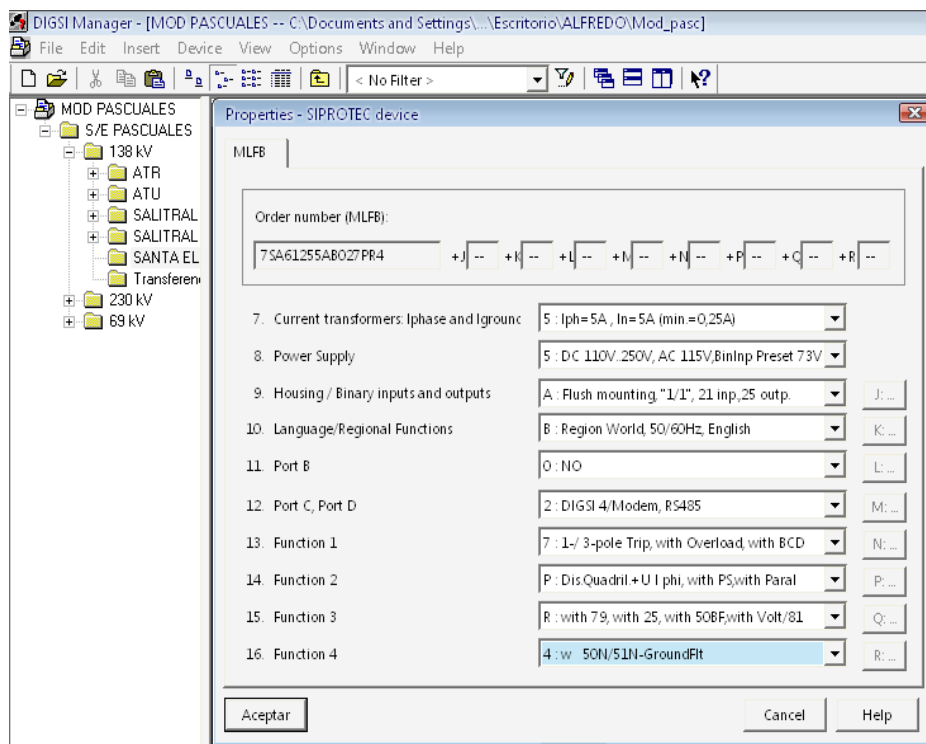 DIGSI Manager - [MOD PASCUALES -- C:\Documents and Settings\...\Escritorio\ALFREDO\Mod_pasc]
File Edit Insert Device View Options Window Help
< No Filter >
MOD PASCUALES
S/E PASCUALES
138 kV
ATR
ATU
SALITRAL
SALITRAL
SANTA EL
Transferen
230 kV
69 kV
Properties - SIPROTEC device
MLFB
Order number (MLFB):
7SA61255AB027PR4 +J -- +K -- +L -- +M -- +N -- +P -- +Q -- +R --
7. Current transformers: Iphase and Iground 5 : Iph=5A , In=5A (min.=0,25A)
8. Power Supply 5 : DC 110V..250V, AC 115V,BinInp Preset 73V
9. Housing / Binary inputs and outputs A : Flush mounting, "1/1", 21 inp.,25 outp. J: ...
10. Language/Regional Functions B : Region World, 50/60Hz, English K: ...
11. Port B 0 : NO L: ...
12. Port C, Port D 2 : DIGSI 4/Modem, RS485 M: ...
13. Function 1 7 : 1-/ 3-pole Trip, with Overload, with BCD N: ...
14. Function 2 P : Dis.Quadril.+ U I phi, with PS,with Paral P: ...
15. Function 3 R : with 79, with 25, with 50BF,with Volt/81 Q: ...
16. Function 4 4 : w 50N/51N-GroundFlt R: ...
Aceptar Cancel Help